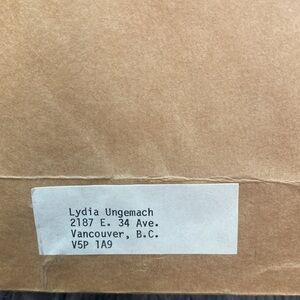 Lydia Ungemach
2187 E. 34 Ave.
Vancouver, B.C.
V5P 1A9